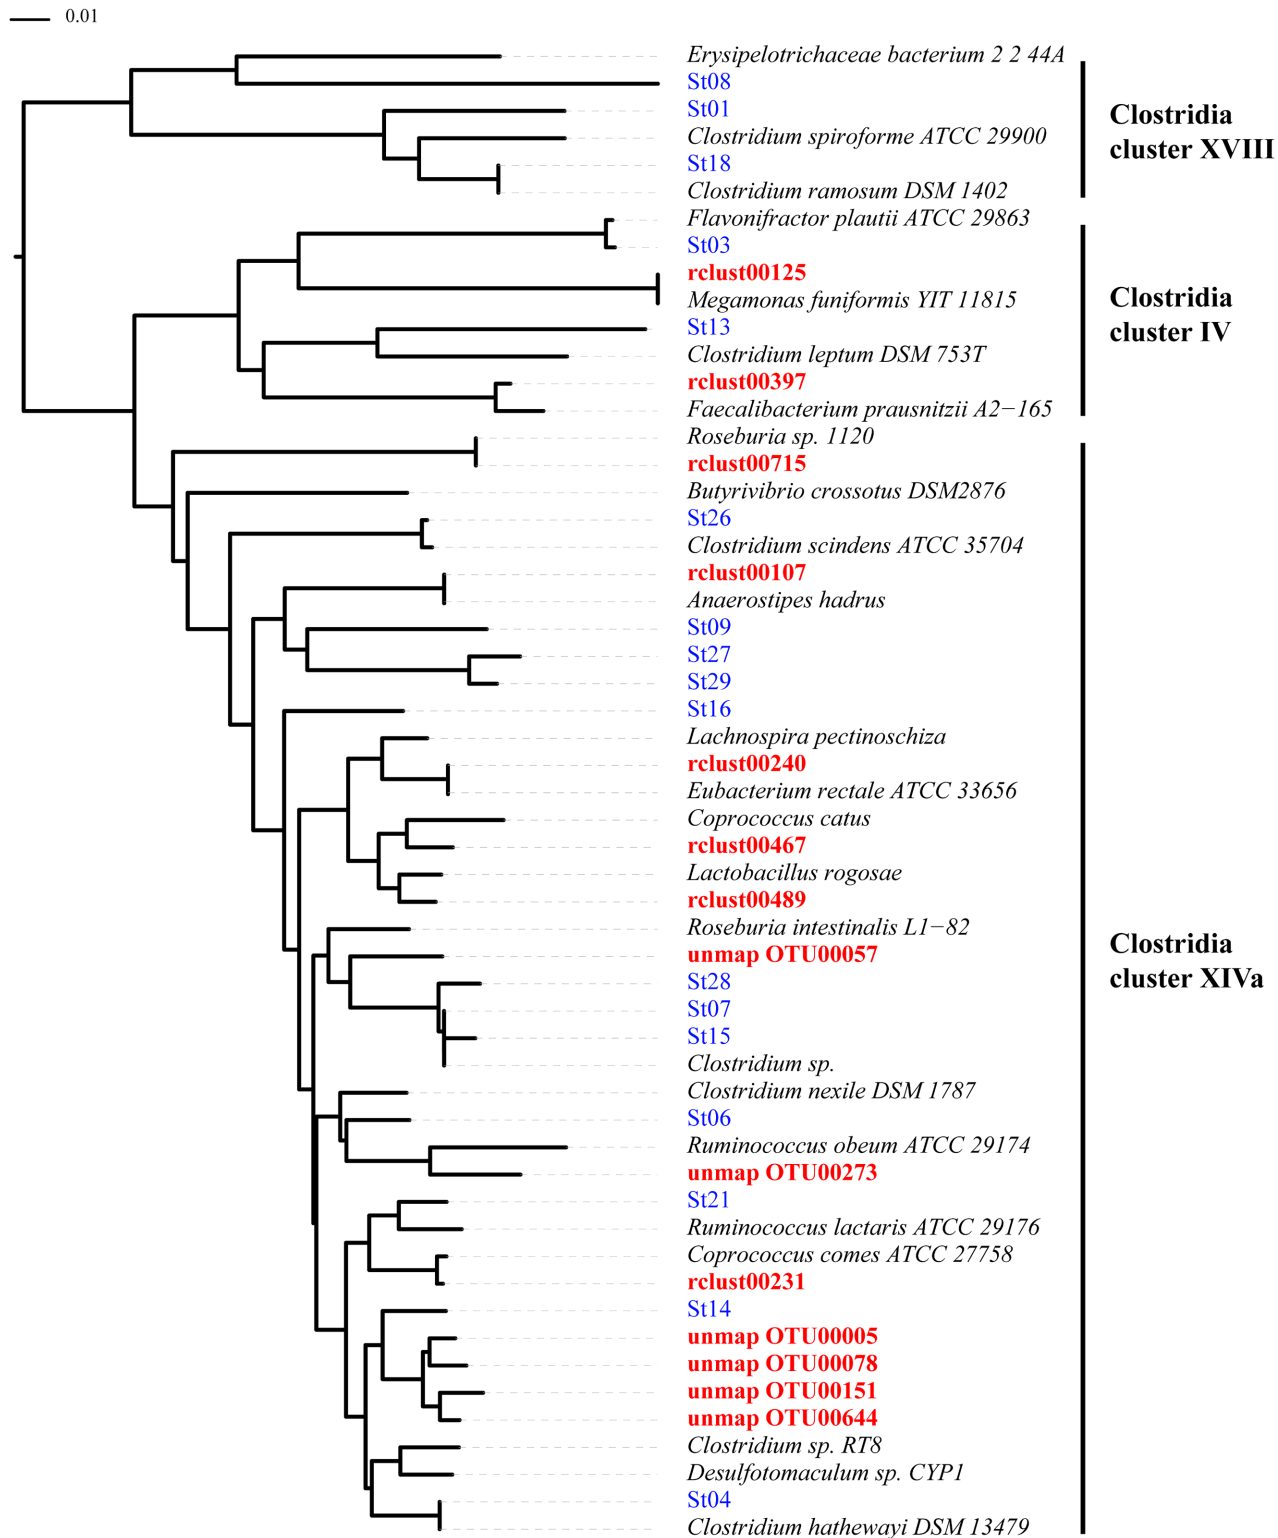 0.01
Erysipelotrichaceae bacterium 2 2 44A
St08
St01
Clostridium spiroforme ATCC 29900
St18
Clostridium ramosum DSM 1402
Clostridia
cluster XVIII
Flavonifractor plautii ATCC 29863
St03
rclust00125
Megamonas funiformis YIT 11815
St13
Clostridium leptum DSM 753T
rclust00397
Faecalibacterium prausnitzii A2−165
Clostridia
cluster IV
Roseburia sp. 1120
rclust00715
Butyrivibrio crossotus DSM2876
St26
Clostridium scindens ATCC 35704
rclust00107
Anaerostipes hadrus
St09
St27
St29
St16
Lachnospira pectinoschiza
rclust00240
Eubacterium rectale ATCC 33656
Coprococcus catus
rclust00467
Lactobacillus rogosae
rclust00489
Roseburia intestinalis L1−82
unmap OTU00057
St28
St07
St15
Clostridium sp.
Clostridium nexile DSM 1787
St06
Ruminococcus obeum ATCC 29174
unmap OTU00273
St21
Ruminococcus lactaris ATCC 29176
Coprococcus comes ATCC 27758
rclust00231
St14
unmap OTU00005
unmap OTU00078
unmap OTU00151
unmap OTU00644
Clostridium sp. RT8
Desulfotomaculum sp. CYP1
St04
Clostridium hathewayi DSM 13479
Clostridia
cluster XIVa